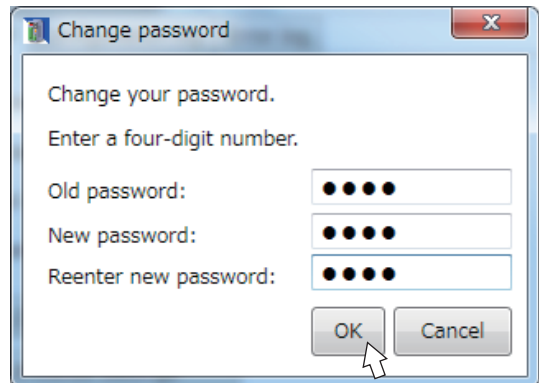 Change password
Change your password.
Enter a four-digit number.
Old password: ●●●●
New password: ●●●●
Reenter new password: ●●●●
OK Cancel